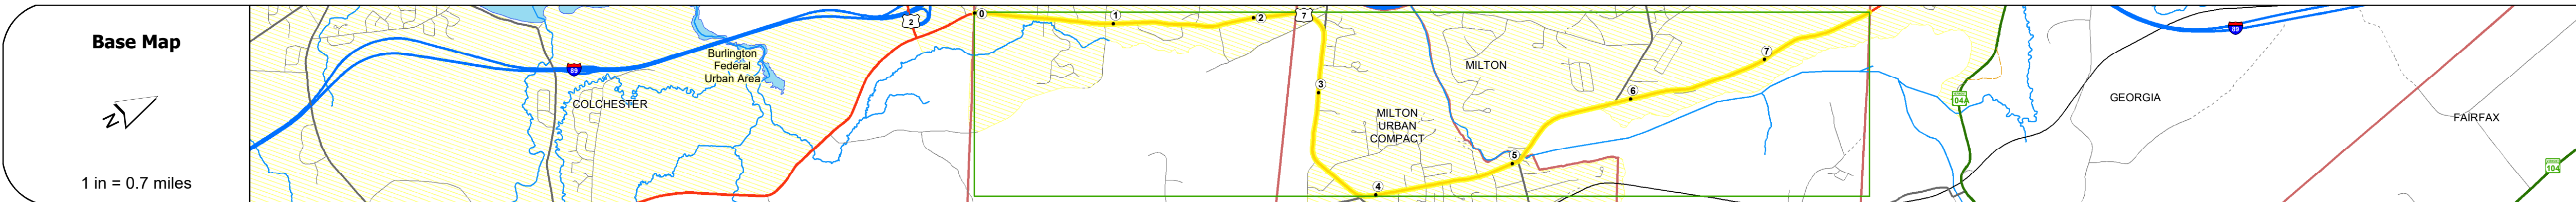 Base Map
N
1 in = 0.7 miles
89
COLCHESTER
Burlington
Federal
Urban Area
2
0
1
2
7
3
MILTON
URBAN
COMPACT
4
MILTON
5
6
7
104A
GEORGIA
89
FAIRFAX
104